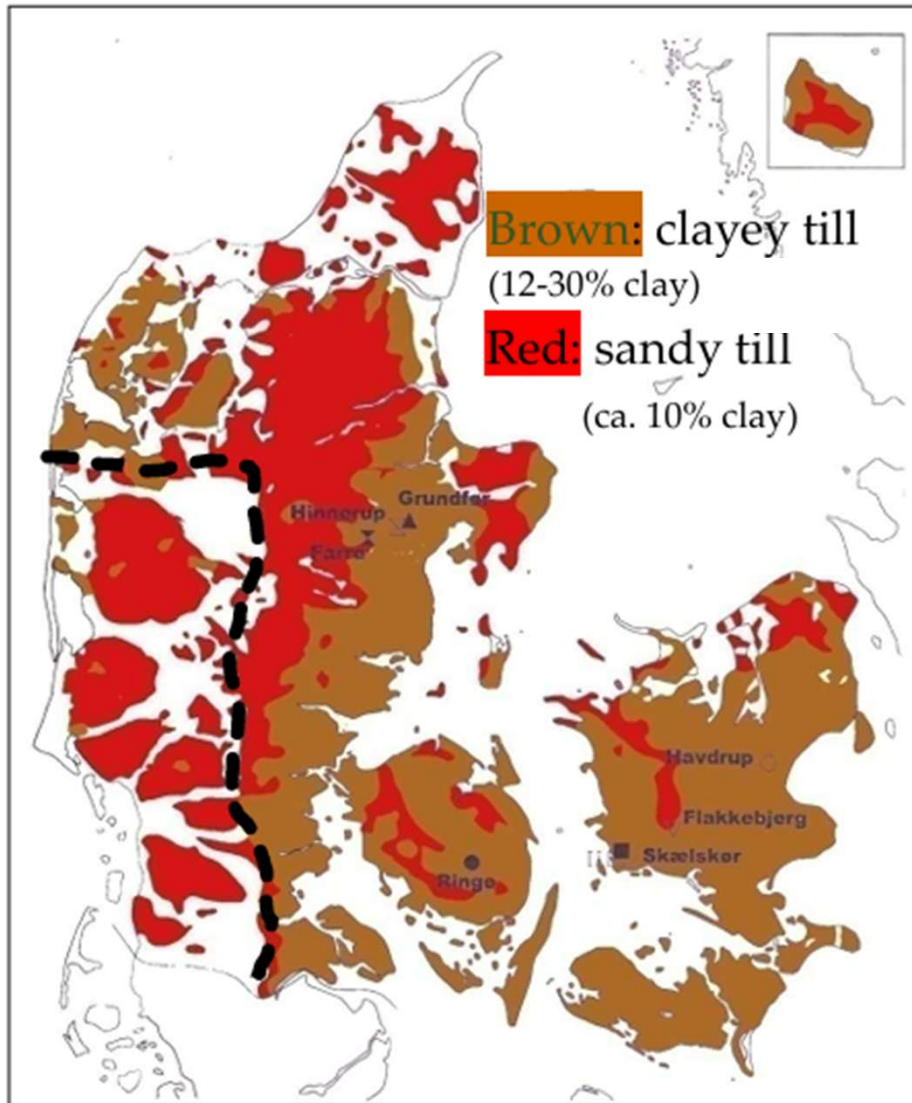 Brown: clayey till
(12-30% clay)
Red: sandy till
(ca. 10% clay)
Grundfør
Hinnerup
Farre
Havdrup
Flakkebjerg
Skælskør
Ringe